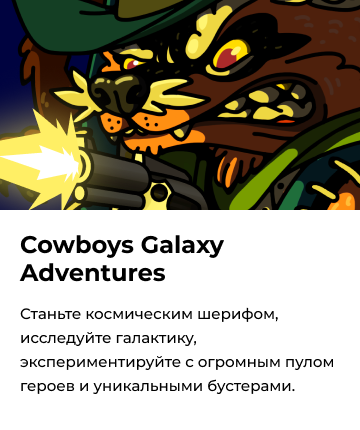 Cowboys Galaxy
Adventures
Станьте космическим шерифом,
исследуйте галактику,
экспериментируйте с огромным пулом
героев и уникальными бустерами.